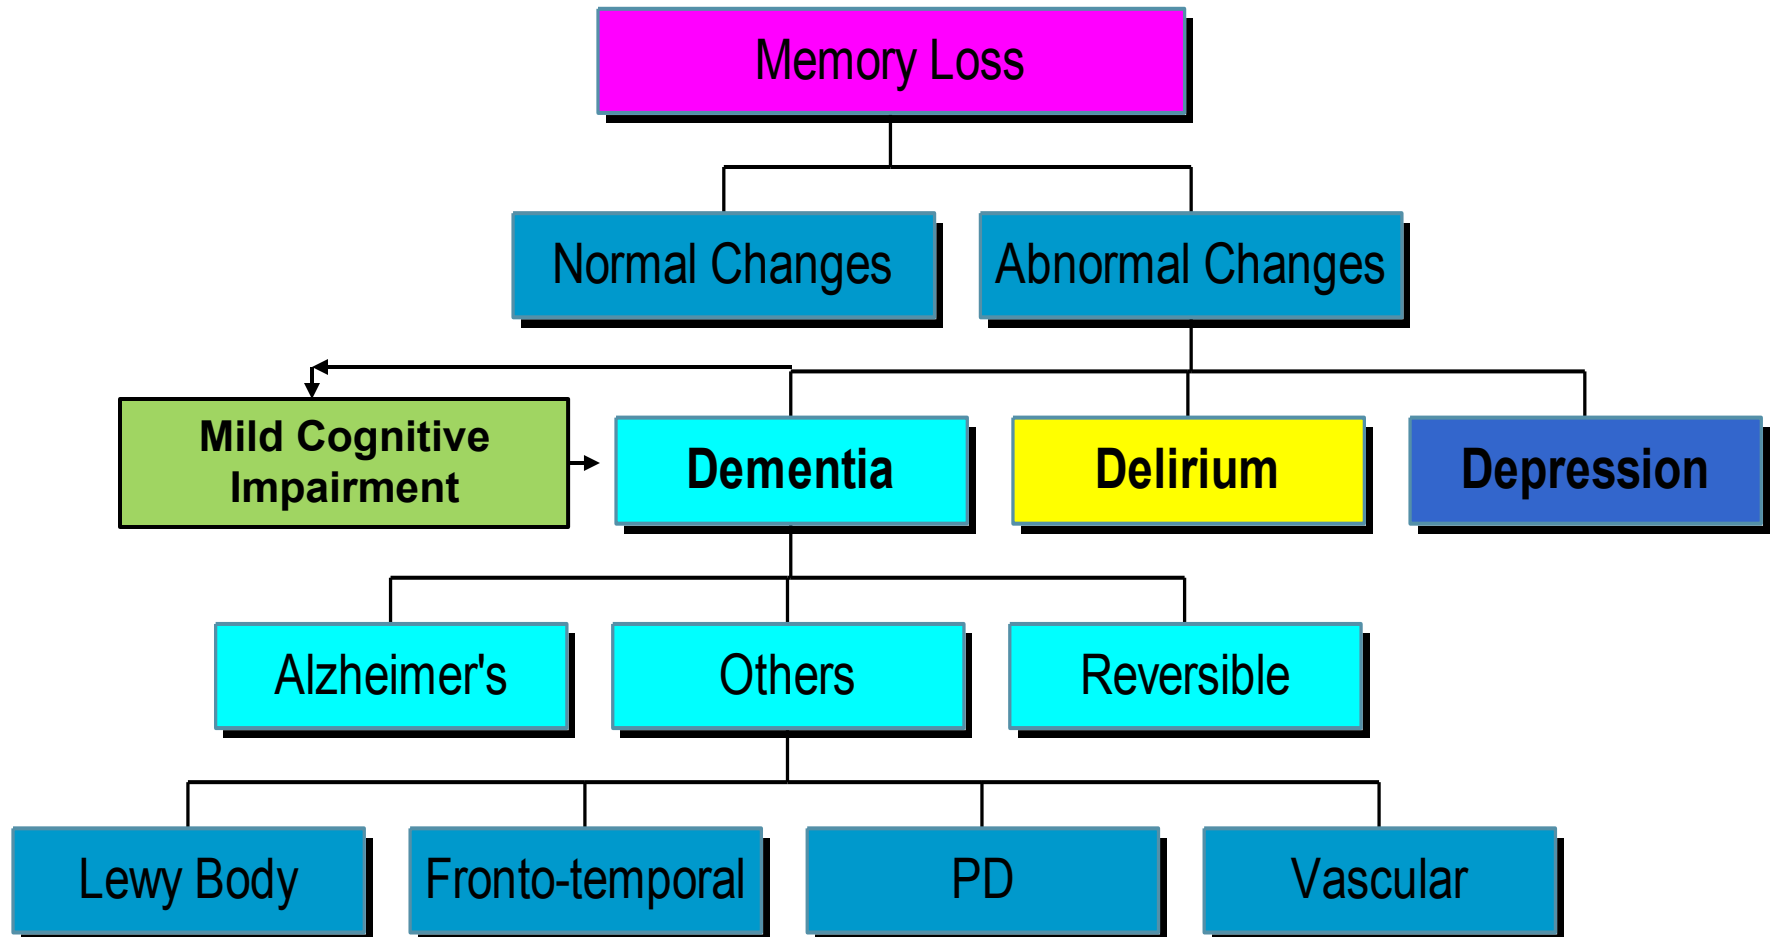 Memory Loss
Normal Changes
Abnormal Changes
Mild Cognitive
Impairment
Dementia
Delirium
Depression
Alzheimer's
Others
Reversible
Lewy Body
Fronto-temporal
PD
Vascular